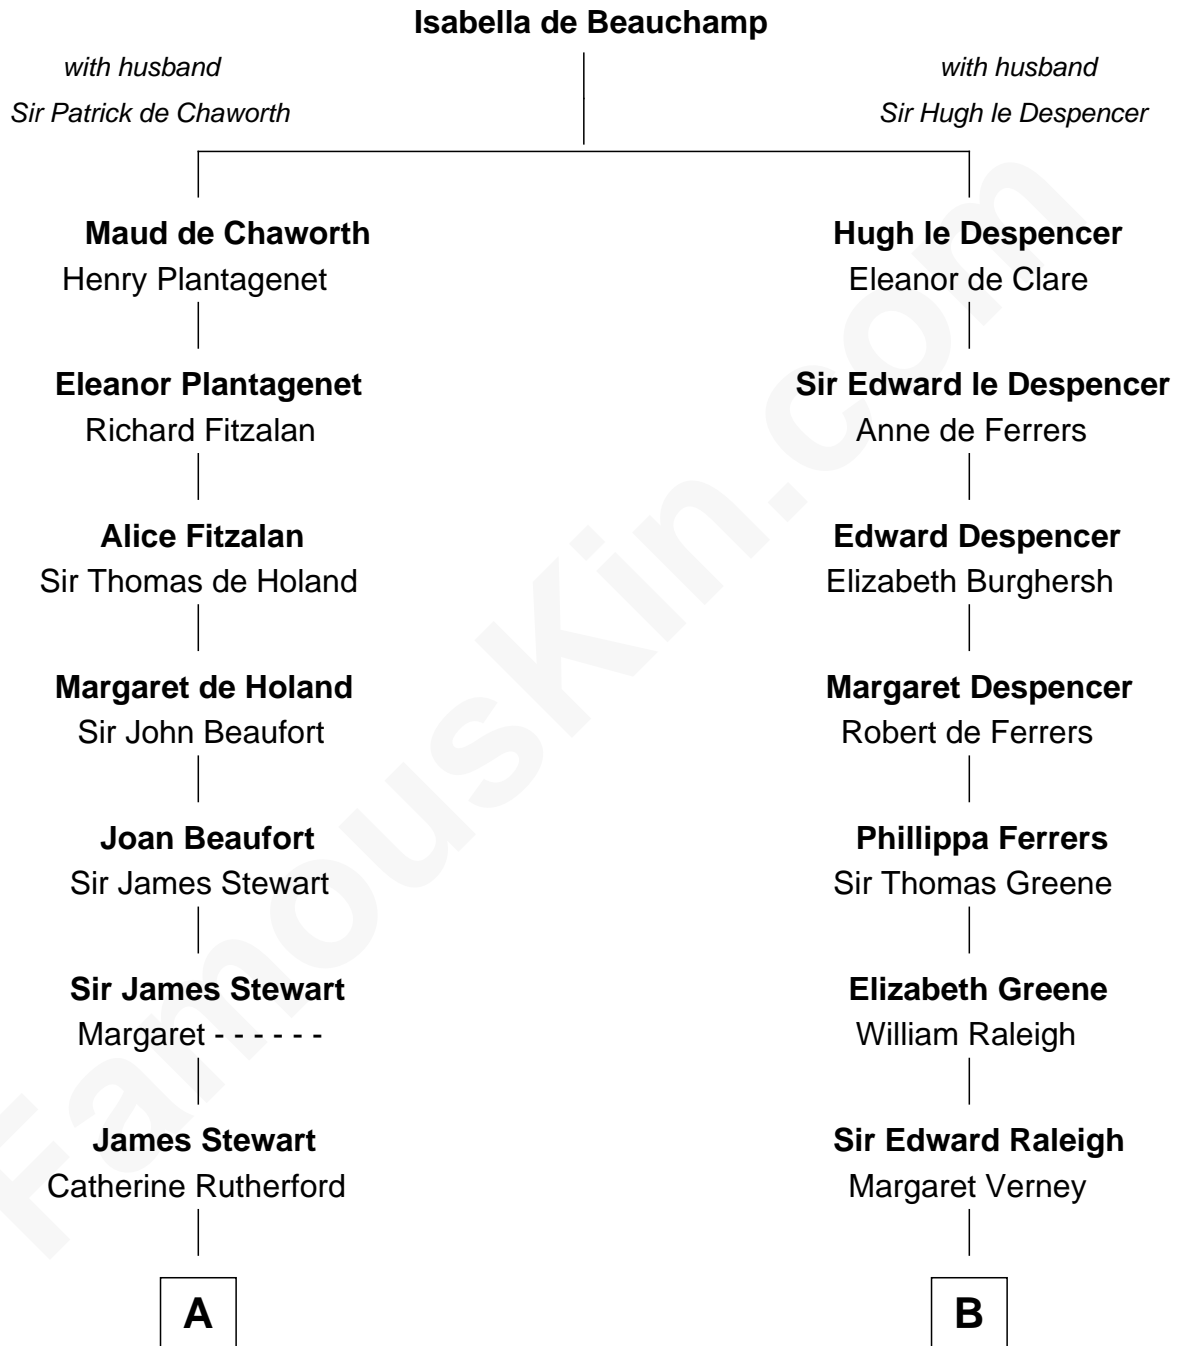 Isabella de Beauchamp
with husband
Sir Patrick de Chaworth
with husband
Sir Hugh le Despencer
Maud de Chaworth
Henry Plantagenet
Hugh le Despencer
Eleanor de Clare
Eleanor Plantagenet
Richard Fitzalan
Sir Edward le Despencer
Anne de Ferrers
Alice Fitzalan
Sir Thomas de Holand
Edward Despencer
Elizabeth Burghersh
Margaret de Holand
Sir John Beaufort
Margaret Despencer
Robert de Ferrers
Joan Beaufort
Sir James Stewart
Phillippa Ferrers
Sir Thomas Greene
Sir James Stewart
Margaret - - - - - -
Elizabeth Greene
William Raleigh
James Stewart
Catherine Rutherford
Sir Edward Raleigh
Margaret Verney
A
B
FamousKin.com